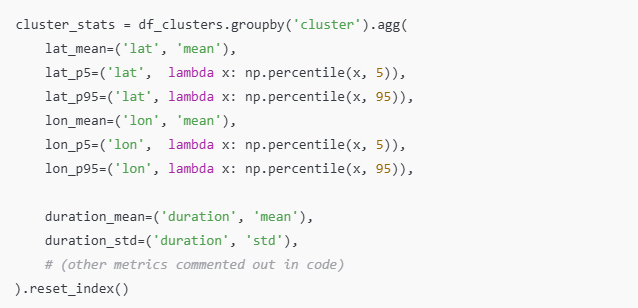 cluster_stats = df_clusters.groupby('cluster').agg(
    lat_mean=('lat', 'mean'),
    lat_p5=('lat',  lambda x: np.percentile(x, 5)),
    lat_p95=('lat', lambda x: np.percentile(x, 95)),
    lon_mean=('lon', 'mean'),
    lon_p5=('lon',  lambda x: np.percentile(x, 5)),
    lon_p95=('lon', lambda x: np.percentile(x, 95)),

    duration_mean=('duration', 'mean'),
    duration_std=('duration', 'std'),
    # (other metrics commented out in code)
).reset_index()